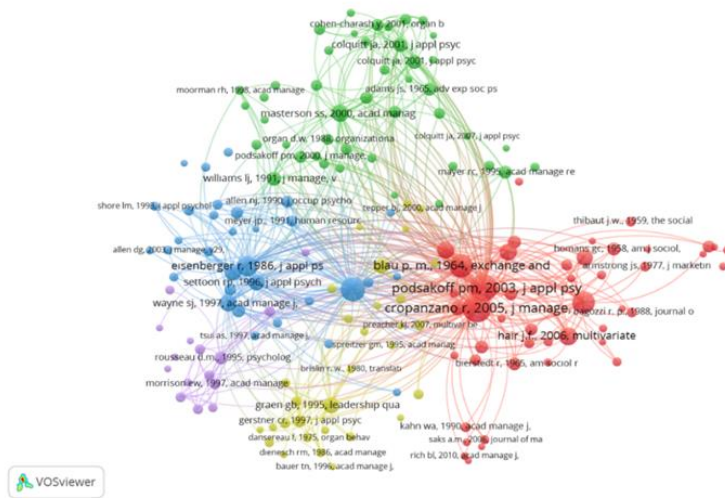 cohen-charash y, 2001, organ b
colquitt ja, 2001, j appl psyc
colquitt ja, 2001, j appl psyc
adams js, 1965, adv exp soc ps
moorman rh, 1998, acad manage
masterson ss, 2000, acad manag
organ d.w, 1988, organizationa
colquitt ja, 2007, j appl psyc
podsakoff pm, 2000, j manage,
mayer rc, 1995, acad manage re
williams lj, 1991, j manage, v
allen nj, 1990, j occup psycho
shore lm, 1993, j appl psychol
meyer jp, 1991, human resourc
tepper bj, 2000, acad manage j
thibaut j.w., 1959, the social
allen dg, 2003, j manage, v29,
homans gc, 1958, am j sociol,
eisenberger r, 1986, j appl ps
blau p. m., 1964, exchange and
armstrong js, 1977, j marketin
settoon rp, 1996, j appl psych
podsakoff pm, 2003, j appl psy
wayne sj, 1997, acad manage j,
cropanzano r, 2005, j manage,
bagozzi r. p., 1988, journal o
preacher kj, 2007, multivar be
tsui as, 1997, acad manage j,
hair j.f., 2006, multivariate
spreitzer gm, 1995, acad manag
rousseau d.m., 1995, psycholog
bierstedt r, 1965, am sociol r
brislin r. w., 1980, translati
morrison ew, 1997, acad manage
graen gb, 1995, leadership qua
gerstner cr, 1997, j appl psyc
kahn wa, 1990, acad manage j,
dansereau f, 1975, organ behav
saks a.m., 2006, journal of ma
dienesch rm, 1986, acad manage
rich bl, 2010, acad manage j,
bauer tn, 1996, acad manage j,
VOSviewer